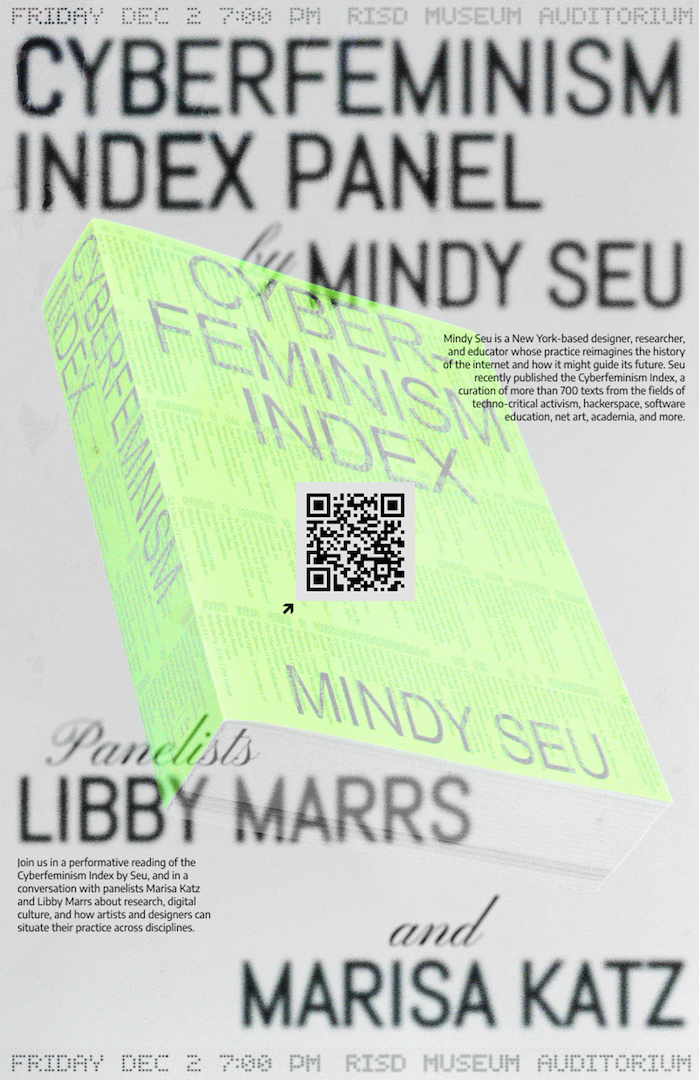 FRIDAY DEC 2 7:00 PM RISD MUSEUM AUDITORIUM
CYBERFEMINISM
INDEX PANEL
by MINDY SEU
CYBERFEMINISM
INDEX
CYBER-
FEMINISM
INDEX
Mindy Seu is a New York-based designer, researcher,
and educator whose practice reimagines the history
of the internet and how it might guide its future. Seu
recently published the Cyberfeminism Index, a
curation of more than 700 texts from the fields of
techno-critical activism, hackerspace, software
education, net art, academia, and more.
MINDY SEU
Panelists
LIBBY MARRS
Join us in a performative reading of the
Cyberfeminism Index by Seu, and in a
conversation with panelists Marisa Katz
and Libby Marrs about research, digital
culture, and how artists and designers can
situate their practice across disciplines.
and
MARISA KATZ
FRIDAY DEC 2 7:00 PM RISD MUSEUM AUDITORIUM